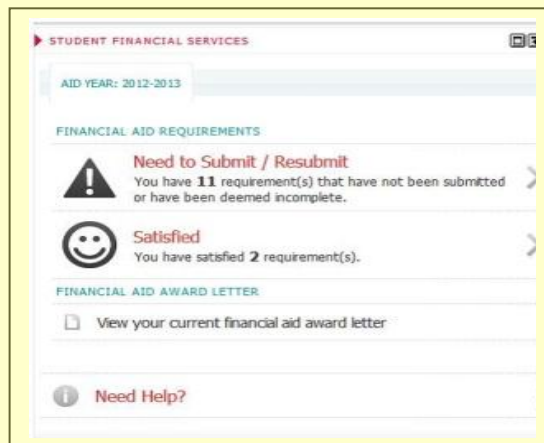 STUDENT FINANCIAL SERVICES
AID YEAR: 2012-2013
FINANCIAL AID REQUIREMENTS
Need to Submit / Resubmit
You have 11 requirement(s) that have not been submitted
or have been deemed incomplete.
Satisfied
You have satisfied 2 requirement(s).
FINANCIAL AID AWARD LETTER
View your current financial aid award letter
Need Help?